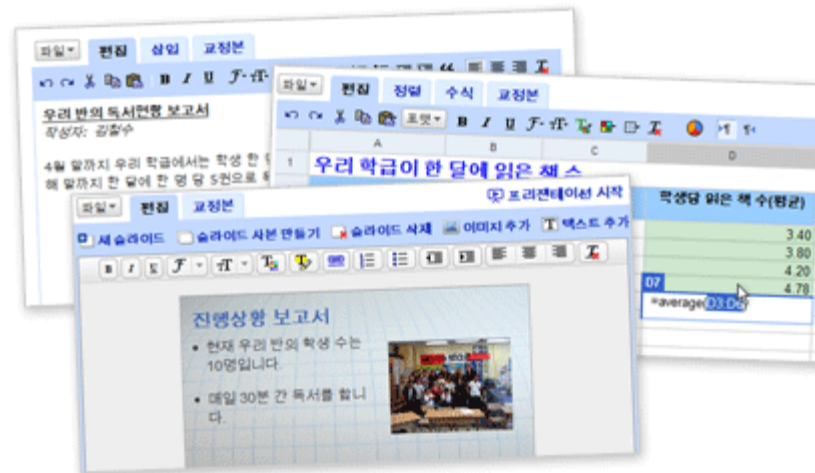 파일 편집 삽입 교정본
B I U
우리 반의 독서현황 보고서
작성자: 김철수
4월 말까지 우리 학급에서는 학생 한
해 말까지 한 달에 한 명 당 5권으로
파일 편집 정렬 수식 교정본
포맷 B I U
A B C D
1 우리 학급이 한 달에 읽은 책 스
학생당 읽은 책 수(평균)
3.40
3.80
4.20
4.78
D7
=average(D3:D6)
프리젠테이션 시작
파일 편집 교정본
새 슬라이드 슬라이드 사본 만들기 슬라이드 삭제 이미지 추가 텍스트 추가
B I U
진행상황 보고서
• 현재 우리 반의 학생 수는
10명입니다.
• 매일 30분 간 독서를 합니
다.